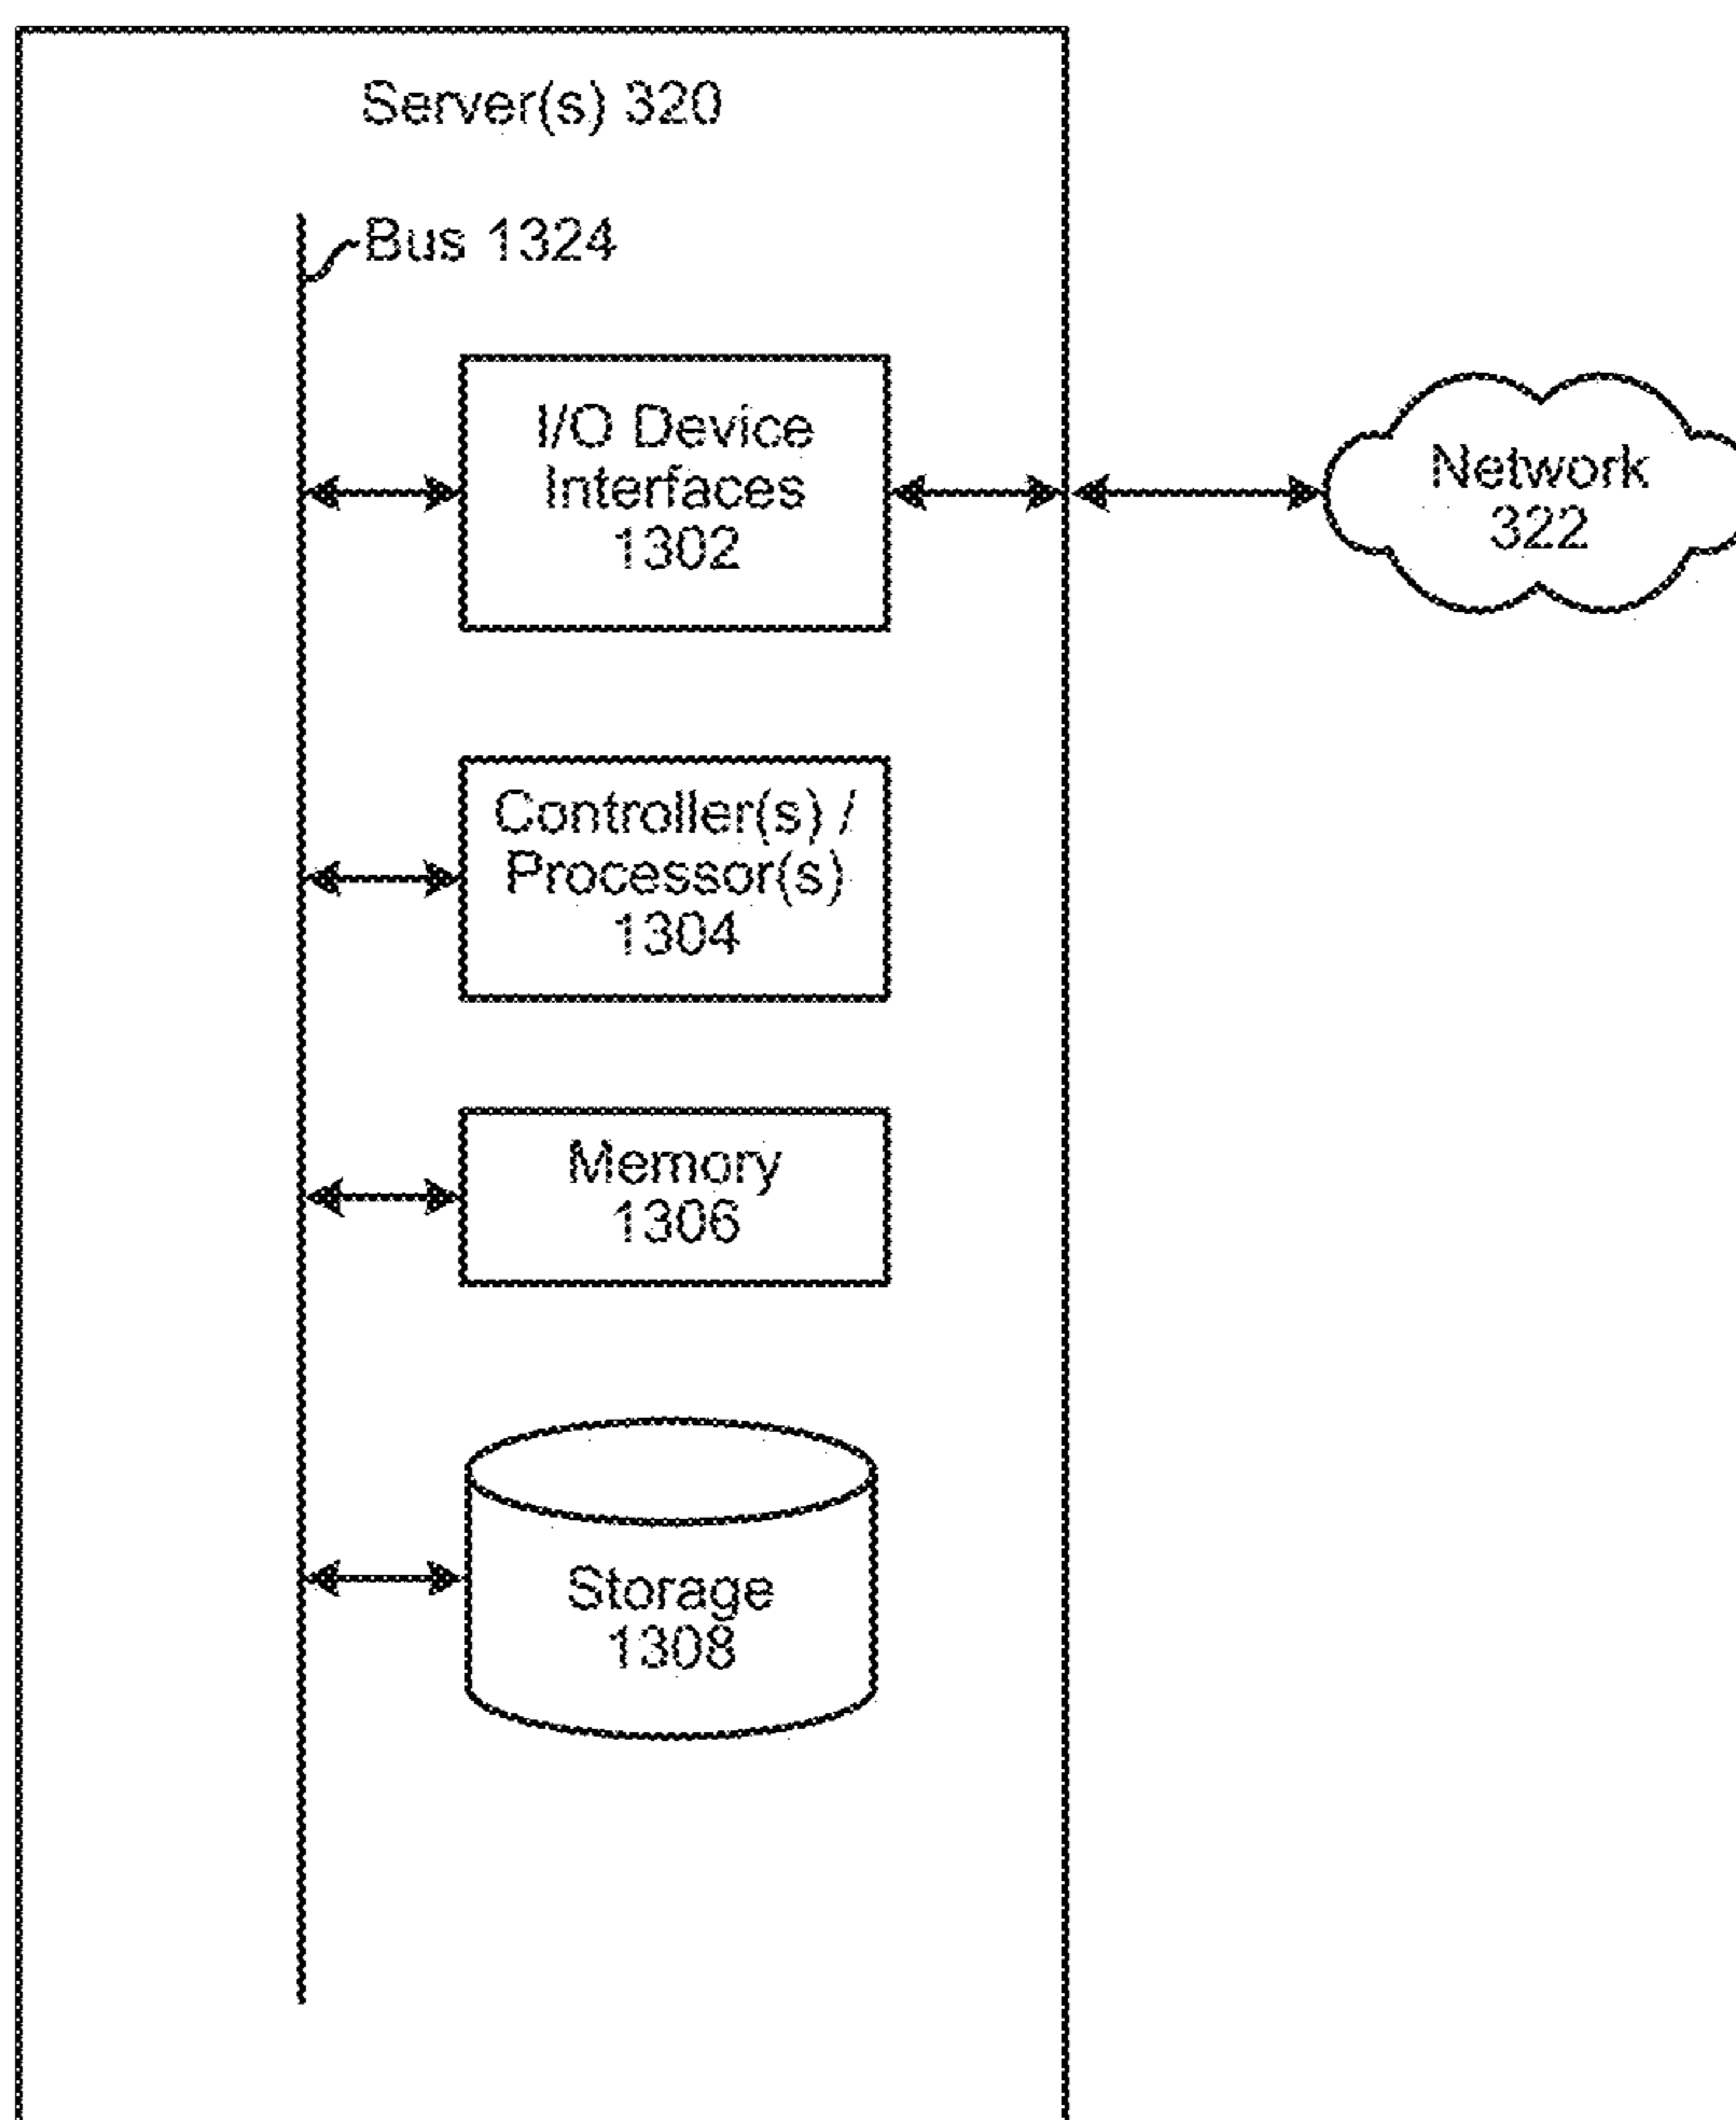 Server(s) 320
Bus 1324
I/O Device
Interfaces
1302
Network
322
Controller(s) /
Processor(s)
1304
Memory
1306
Storage
1308